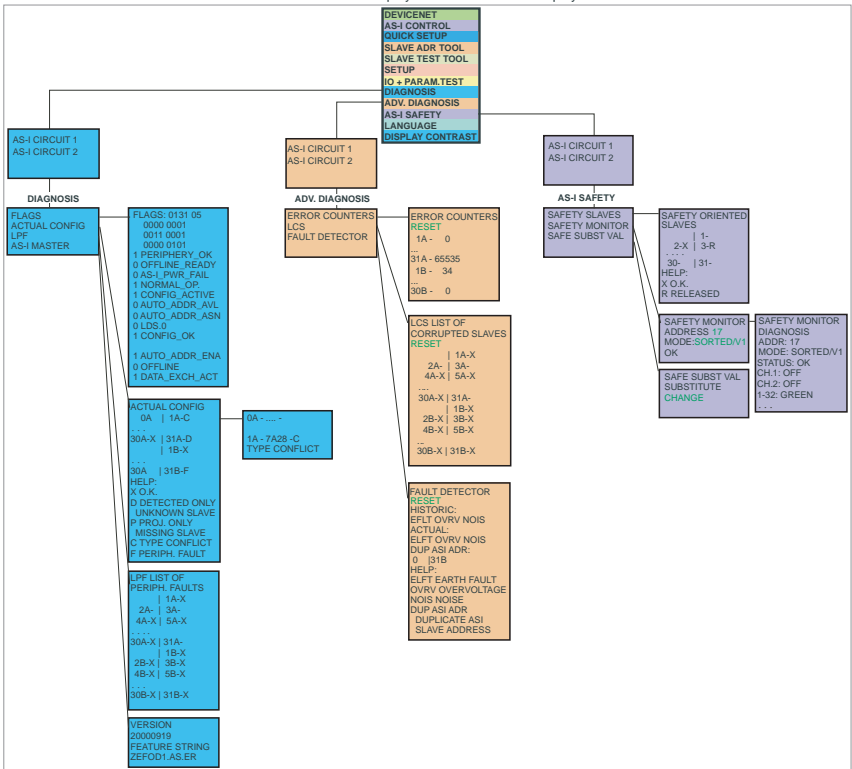 DEVICENET
AS-I CONTROL
QUICK SETUP
SLAVE ADR TOOL
SLAVE TEST TOOL
SETUP
IO + PARAM.TEST
DIAGNOSIS
ADV. DIAGNOSIS
AS-I SAFETY
LANGUAGE
DISPLAY CONTRAST
AS-I CIRCUIT 1
AS-I CIRCUIT 2
DIAGNOSIS
FLAGS
ACTUAL CONFIG
LPF
AS-I MASTER
FLAGS: 0131 05
0000 0001
0011 0001
0000 0101
1 PERIPHERY_OK
0 OFFLINE_READY
0 AS-I_PWR_FAIL
1 NORMAL_OP.
1 CONFIG_ACTIVE
0 AUTO_ADDR_AVL
0 AUTO_ADDR_ASN
0 LDS.0
1 CONFIG_OK
1 AUTO_ADDR_ENA
0 OFFLINE
1 DATA_EXCH_ACT
ACTUAL CONFIG
0A | 1A-C
. . .
30A-X | 31A-D
| 1B-X
. . .
30A |31B-F
HELP:
X O.K.
D DETECTED ONLY
UNKNOWN SLAVE
P PROJ. ONLY
MISSING SLAVE
C TYPE CONFLICT
F PERIPH. FAULT
0A - .... -
1A - 7A28 -C
TYPE CONFLICT
LPF LIST OF
PERIPH. FAULTS
| 1A-X
2A- | 3A-
4A-X | 5A-X
. . . .
30A-X | 31A-
| 1B-X
2B-X | 3B-X
4B-X | 5B-X
. . .
30B-X | 31B-X
VERSION
20000919
FEATURE STRING
ZEFOD1.AS.ER
AS-I CIRCUIT 1
AS-I CIRCUIT 2
ADV. DIAGNOSIS
ERROR COUNTERS
LCS
FAULT DETECTOR
ERROR COUNTERS
RESET
1A - 0
...
31A - 65535
1B - 34
...
30B - 0
LCS LIST OF
CORRUPTED SLAVES
RESET
| 1A-X
2A- | 3A-
4A-X | 5A-X
....
30A-X | 31A-
| 1B-X
2B-X | 3B-X
4B-X | 5B-X
...
30B-X | 31B-X
FAULT DETECTOR
RESET
HISTORIC:
EFLT OVRV NOIS
ACTUAL:
ELFT OVRV NOIS
DUP ASI ADR:
0 |31B
HELP:
ELFT EARTH FAULT
OVRV OVERVOLTAGE
NOIS NOISE
DUP ASI ADR
DUPLICATE ASI
SLAVE ADDRESS
AS-I CIRCUIT 1
AS-I CIRCUIT 2
AS-I SAFETY
SAFETY SLAVES
SAFETY MONITOR
SAFE SUBST VAL
SAFETY ORIENTED
SLAVES
| 1-
2-X | 3-R
. . . .
30- |31-
HELP:
X O.K.
R RELEASED
SAFETY MONITOR
ADDRESS 17
MODE:SORTED/V1
OK
SAFETY MONITOR
DIAGNOSIS
ADDR: 17
MODE: SORTED/V1
STATUS: OK
CH.1: OFF
CH.2: OFF
1-32: GREEN
. . .
SAFE SUBST VAL
SUBSTITUTE
CHANGE